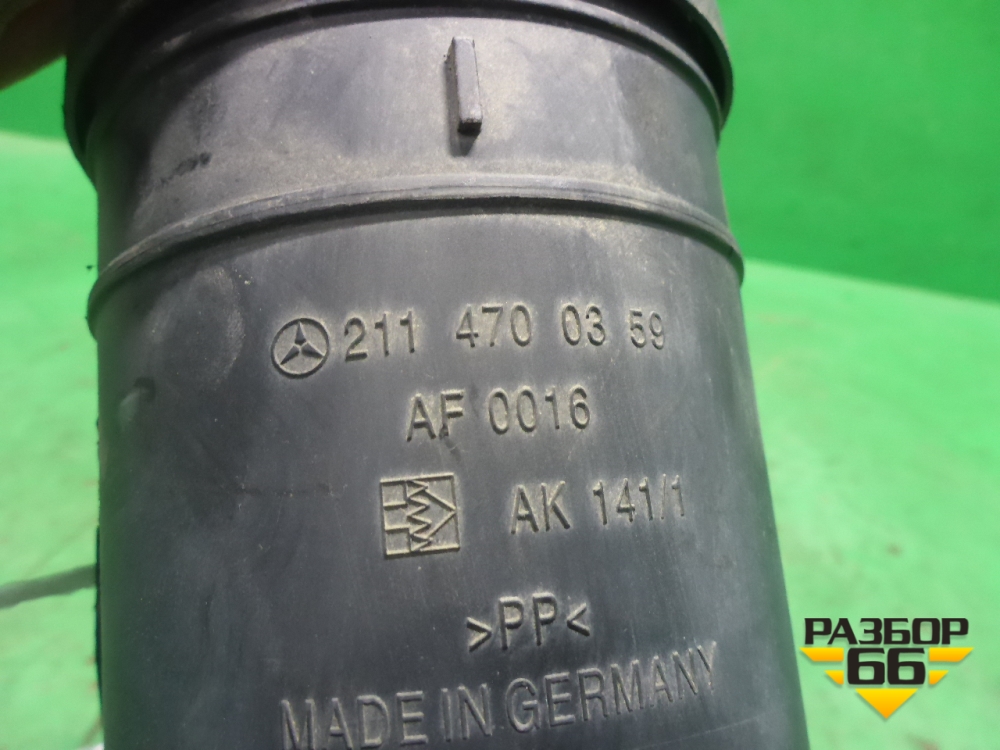 211 470 03 59
AF 0016
AK 141/1
>PP<
MADE IN GERMANY
РАЗБОР
66